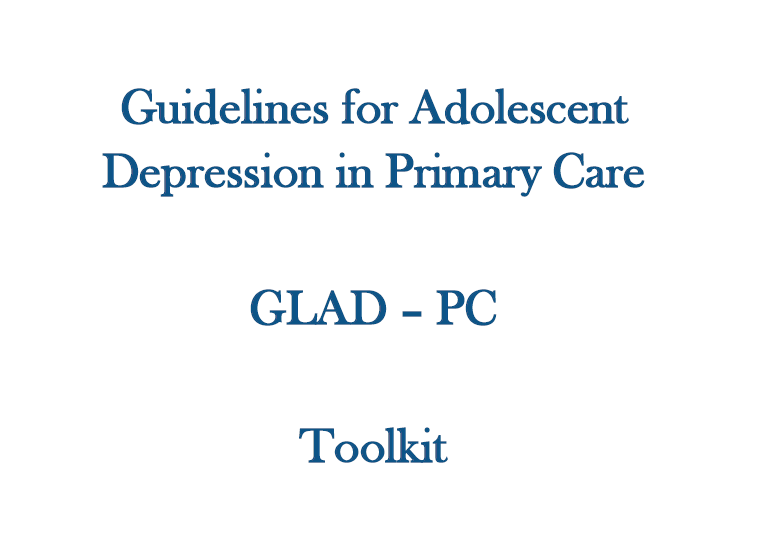 Guidelines for Adolescent
Depression in Primary Care
GLAD – PC
Toolkit